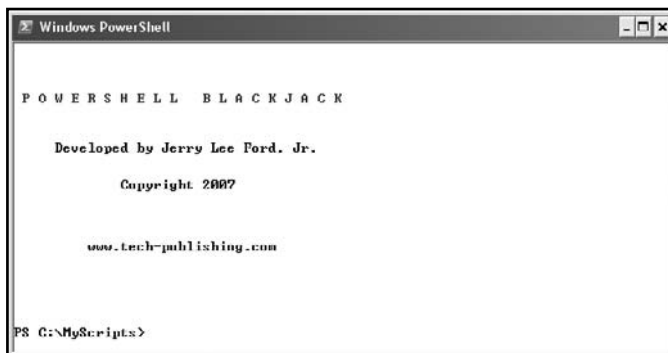 Windows PowerShell
P O W E R S H E L L   B L A C K J A C K
Developed by Jerry Lee Ford. Jr.
Copyright 2007
www.tech-publishing.com
PS C:\MyScripts>